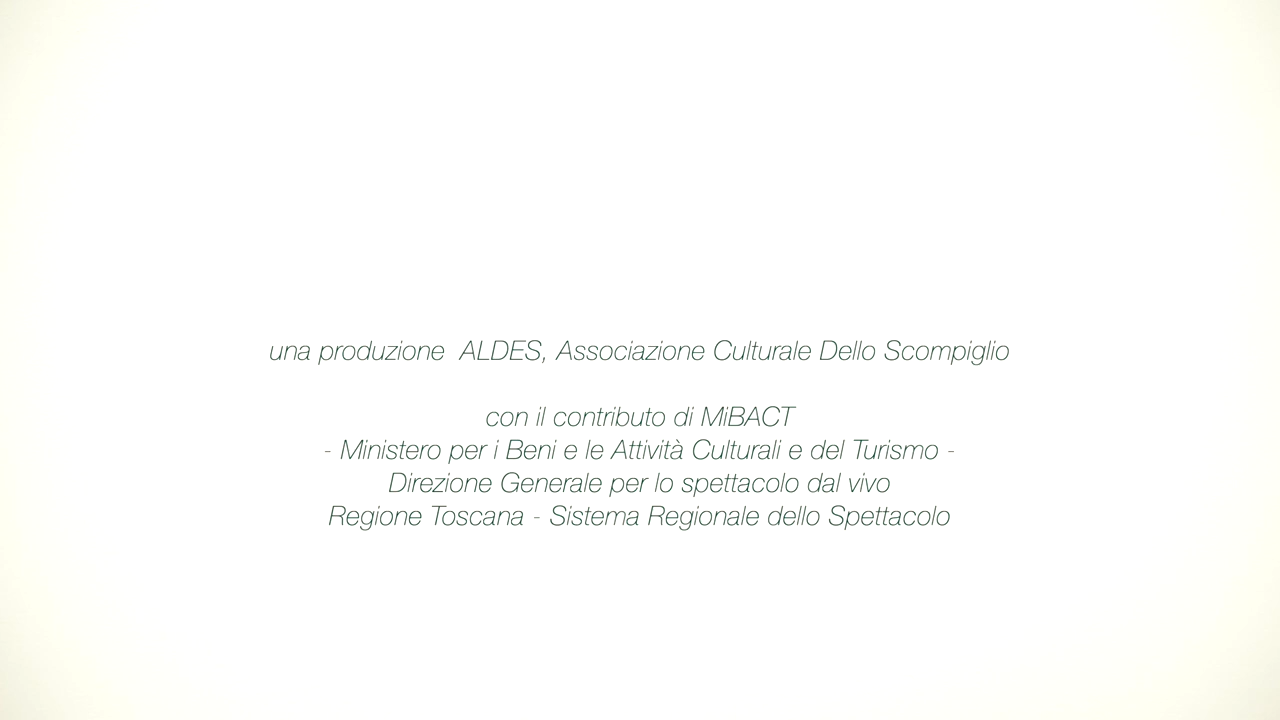 una produzione ALDES, Associazione Culturale Dello Scompiglio
con il contributo di MiBACT
- Ministero per i Beni e le Attività Culturali e del Turismo -
Direzione Generale per lo spettacolo dal vivo
Regione Toscana - Sistema Regionale dello Spettacolo